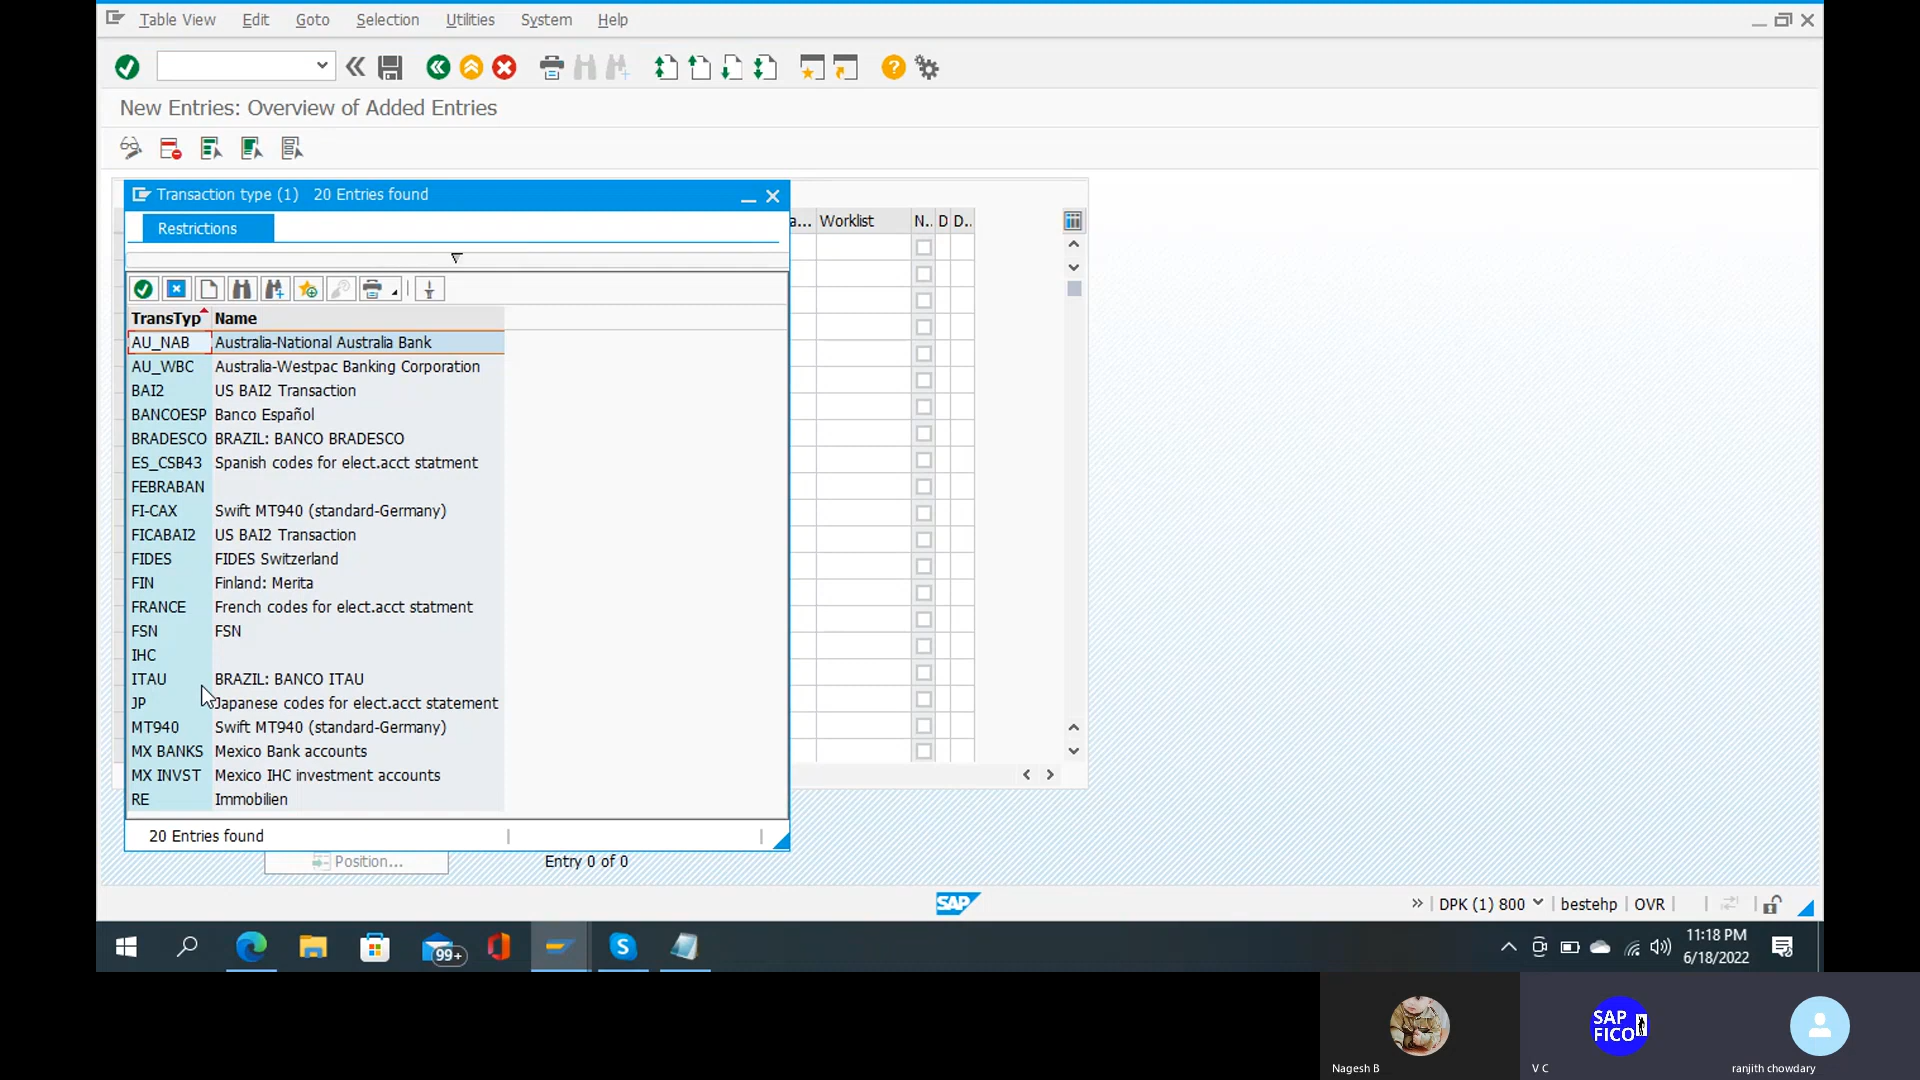 Table View Edit Goto Selection Utilities System Help
New Entries: Overview of Added Entries
Transaction type (1) 20 Entries found
Restrictions
a... Worklist N.. D D..
TransTyp Name
AU_NAB Australia-National Australia Bank
AU_WBC Australia-Westpac Banking Corporation
BAI2 US BAI2 Transaction
BANCOESP Banco Español
BRADESCO BRAZIL: BANCO BRADESCO
ES_CSB43 Spanish codes for elect.acct statment
FEBRABAN
FI-CAX Swift MT940 (standard-Germany)
FICABAI2 US BAI2 Transaction
FIDES FIDES Switzerland
FIN Finland: Merita
FRANCE French codes for elect.acct statment
FSN FSN
IHC
ITAU BRAZIL: BANCO ITAU
JP Japanese codes for elect.acct statement
MT940 Swift MT940 (standard-Germany)
MX BANKS Mexico Bank accounts
MX INVST Mexico IHC investment accounts
RE Immobilien
20 Entries found
Position... Entry 0 of 0
SAP DPK (1) 800 bestehp OVR
99+ 11:18 PM
6/18/2022
SAP
FICO
Nagesh B V C ranjith chowdary